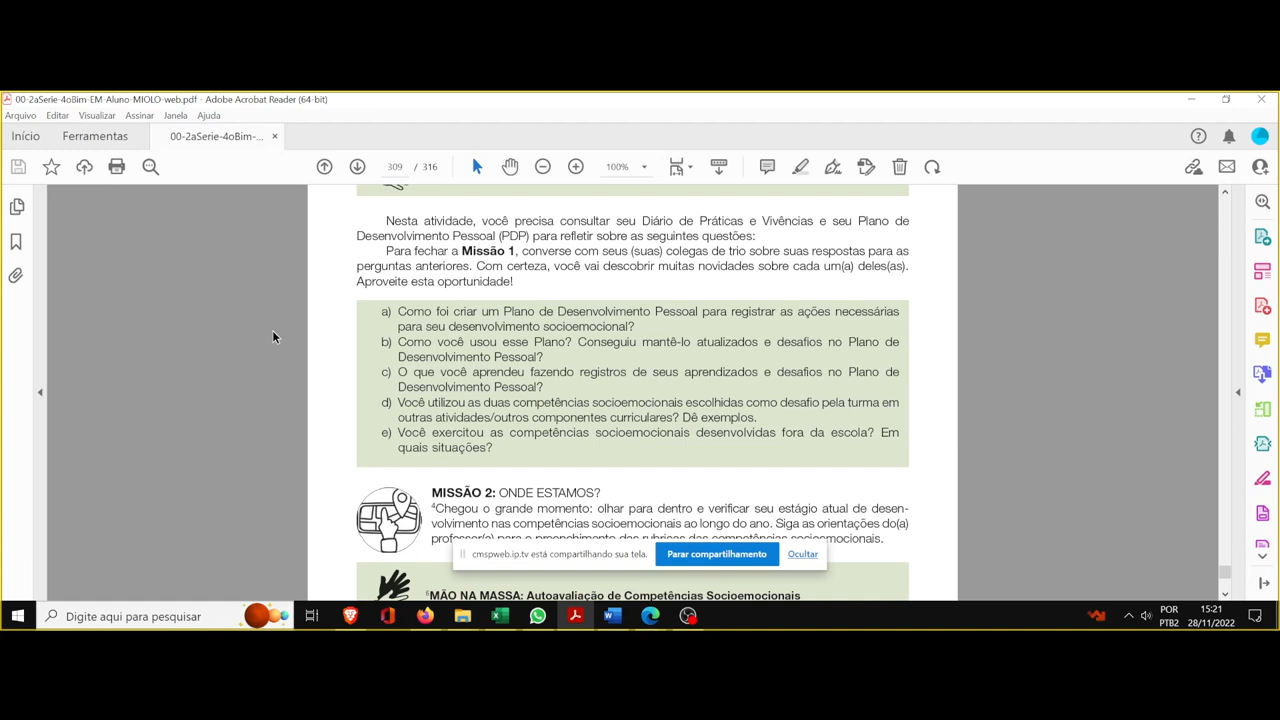 00-2aSerie-4oBim-EM-Aluno-MIOLO-web.pdf - Adobe Acrobat Reader (64-bit)
Arquivo Editar Visualizar Assinar Janela Ajuda
Início Ferramentas 00-2aSerie-4oBim-... ×
309 / 316 100%
Nesta atividade, você precisa consultar seu Diário de Práticas e Vivências e seu Plano de
Desenvolvimento Pessoal (PDP) para refletir sobre as seguintes questões:
Para fechar a Missão 1, converse com seus (suas) colegas de trio sobre suas respostas para as
perguntas anteriores. Com certeza, você vai descobrir muitas novidades sobre cada um(a) deles(as).
Aproveite esta oportunidade!
a) Como foi criar um Plano de Desenvolvimento Pessoal para registrar as ações necessárias
para seu desenvolvimento socioemocional?
b) Como você usou esse Plano? Conseguiu mantê-lo atualizados e desafios no Plano de
Desenvolvimento Pessoal?
c) O que você aprendeu fazendo registros de seus aprendizados e desafios no Plano de
Desenvolvimento Pessoal?
d) Você utilizou as duas competências socioemocionais escolhidas como desafio pela turma em
outras atividades/outros componentes curriculares? Dê exemplos.
e) Você exercitou as competências socioemocionais desenvolvidas fora da escola? Em
quais situações?
MISSÃO 2: ONDE ESTAMOS?
4Chegou o grande momento: olhar para dentro e verificar seu estágio atual de desen-
volvimento nas competências socioemocionais ao longo do ano. Siga as orientações do(a)
professor(a) para o preenchimento das rubricas das competências socioemocionais.
cmspweb.ip.tv está compartilhando sua tela. Parar compartilhamento Ocultar
MÃO NA MASSA: Autoavaliação de Competências Socioemocionais
Digite aqui para pesquisar
POR 15:21
PTB2 28/11/2022